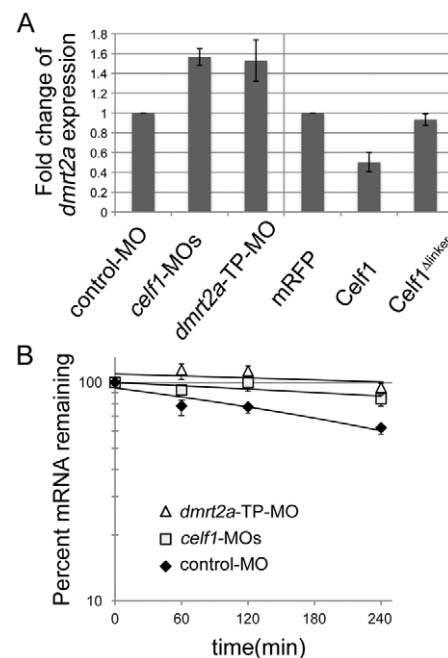 A
Fold change of
dmrt2a expression
1.8
1.6
1.4
1.2
1
0.8
0.6
0.4
0.2
0
control-MO
celf1-MOs
dmrt2a-TP-MO
mRFP
Celf1
Celf1Δlinker
B
Percent mRNA remaining
100
10
dmrt2a-TP-MO
celf1-MOs
control-MO
0
60
120
180
240
time(min)